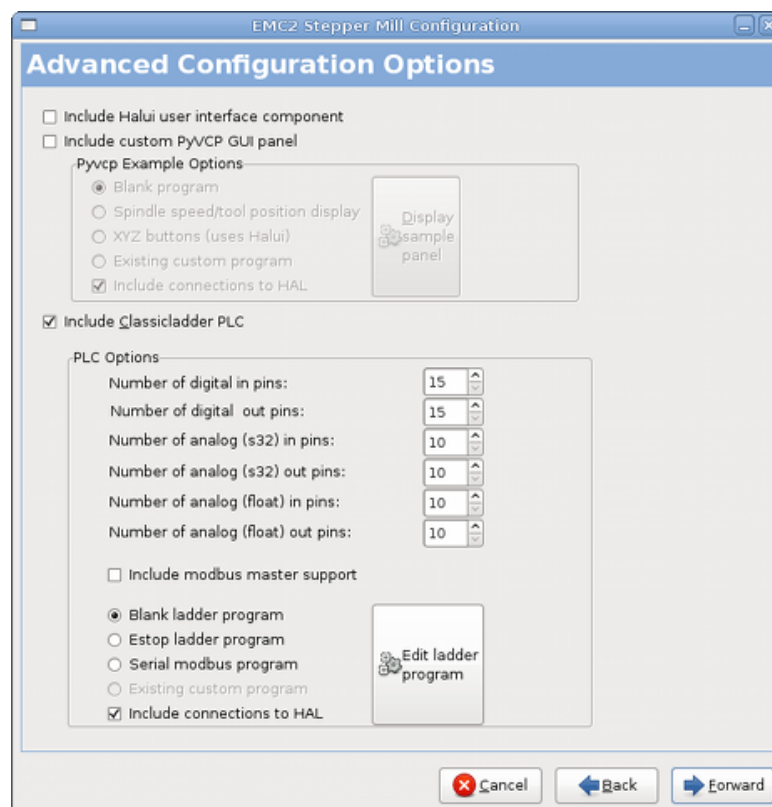 EMC2 Stepper Mill Configuration
Advanced Configuration Options
Include Halui user interface component
Include custom PyVCP GUI panel
Pyvcp Example Options
Blank program
Spindle speed/tool position display
XYZ buttons (uses Halui)
Existing custom program
Include connections to HAL
Display
sample
panel
Include Classicladder PLC
PLC Options
Number of digital in pins: 15
Number of digital out pins: 15
Number of analog (s32) in pins: 10
Number of analog (s32) out pins: 10
Number of analog (float) in pins: 10
Number of analog (float) out pins: 10
Include modbus master support
Blank ladder program
Estop ladder program
Serial modbus program
Existing custom program
Include connections to HAL
Edit ladder
program
Cancel Back Forward